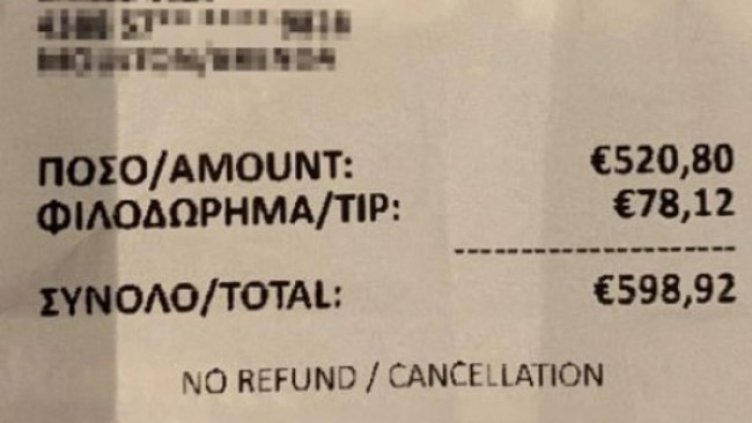 ΠΟΣΟ/AMOUNT: €520,80
ΦΙΛΟΔΩΡΗΜΑ/TIP: €78,12
--------------------
ΣΥΝΟΛΟ/TOTAL: €598,92
NO REFUND / CANCELLATION